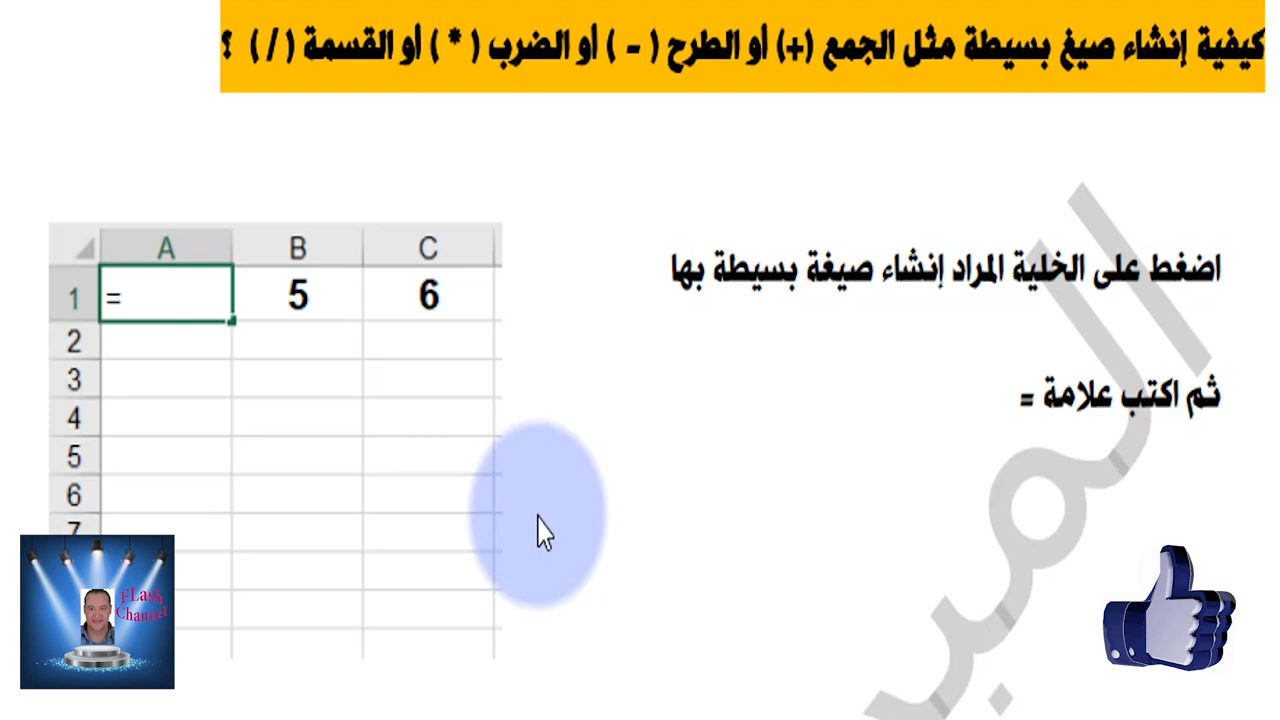 كيفية إنشاء صيغ بسيطة مثل الجمع (+) أو الطرح ( - ) أو الضرب ( * ) أو القسمة ( / ) ؟
اضغط على الخلية المراد إنشاء صيغة بسيطة بها
ثم اكتب علامة =
A B C
1 = 5 6
2
3
4
5
6
7
FLash
Channel